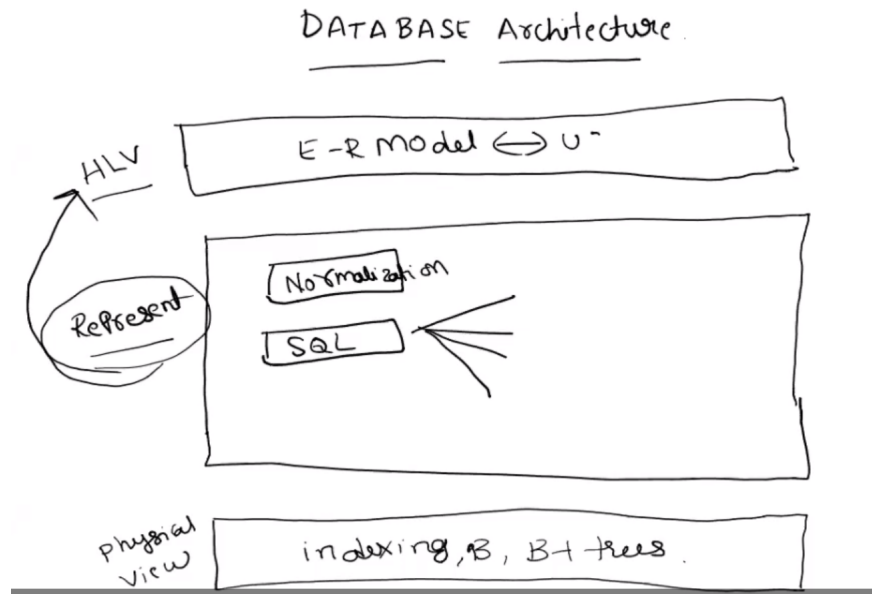 DATABASE Architecture
HLV
E-R Model ⟷ U
Normalization
Represent
SQL
physical
view
indexing, B, B+ trees.